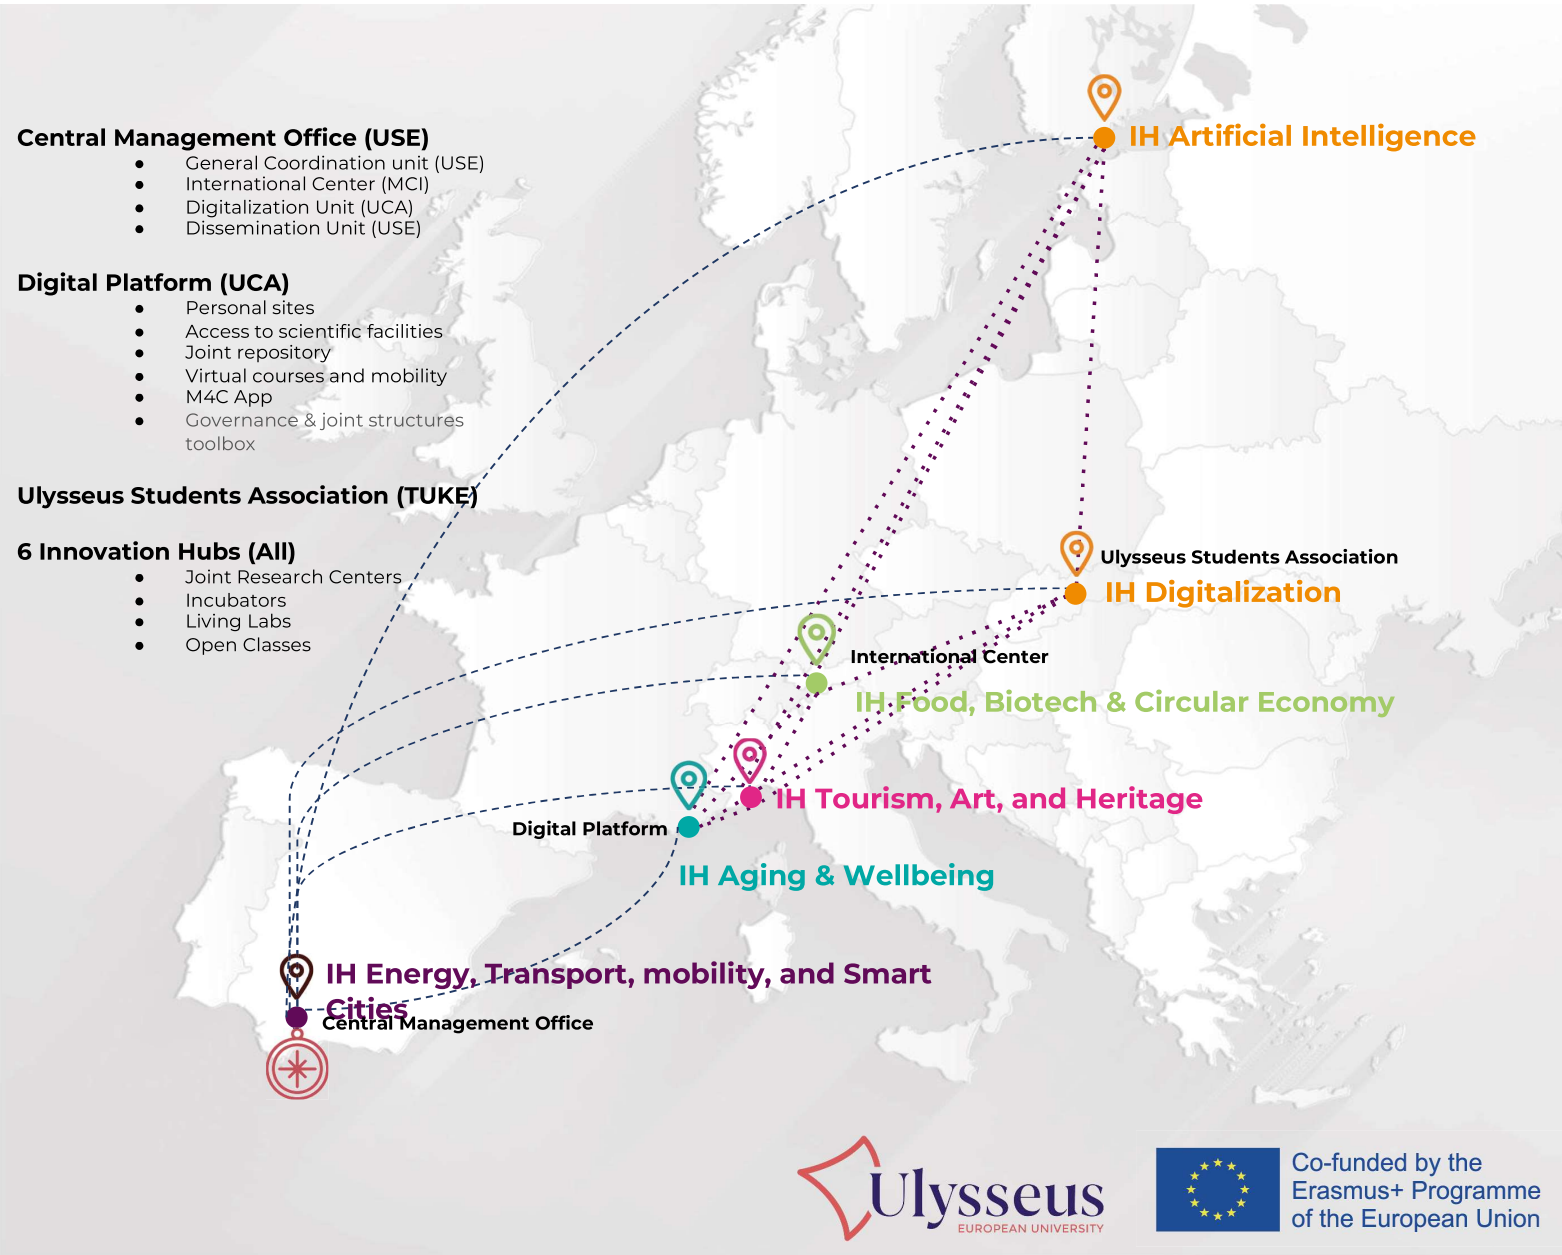 Central Management Office (USE)
● General Coordination unit (USE)
● International Center (MCI)
● Digitalization Unit (UCA)
● Dissemination Unit (USE)
Digital Platform (UCA)
● Personal sites
● Access to scientific facilities
● Joint repository
● Virtual courses and mobility
● M4C App
● Governance & joint structures
toolbox
Ulysseus Students Association (TUKE)
6 Innovation Hubs (All)
● Joint Research Centers
● Incubators
● Living Labs
● Open Classes
IH Artificial Intelligence
Ulysseus Students Association
IH Digitalization
International Center
IH Food, Biotech & Circular Economy
IH Tourism, Art, and Heritage
Digital Platform
IH Aging & Wellbeing
IH Energy, Transport, mobility, and Smart
Cities
Central Management Office
Ulysseus
EUROPEAN UNIVERSITY
Co-funded by the
Erasmus+ Programme
of the European Union